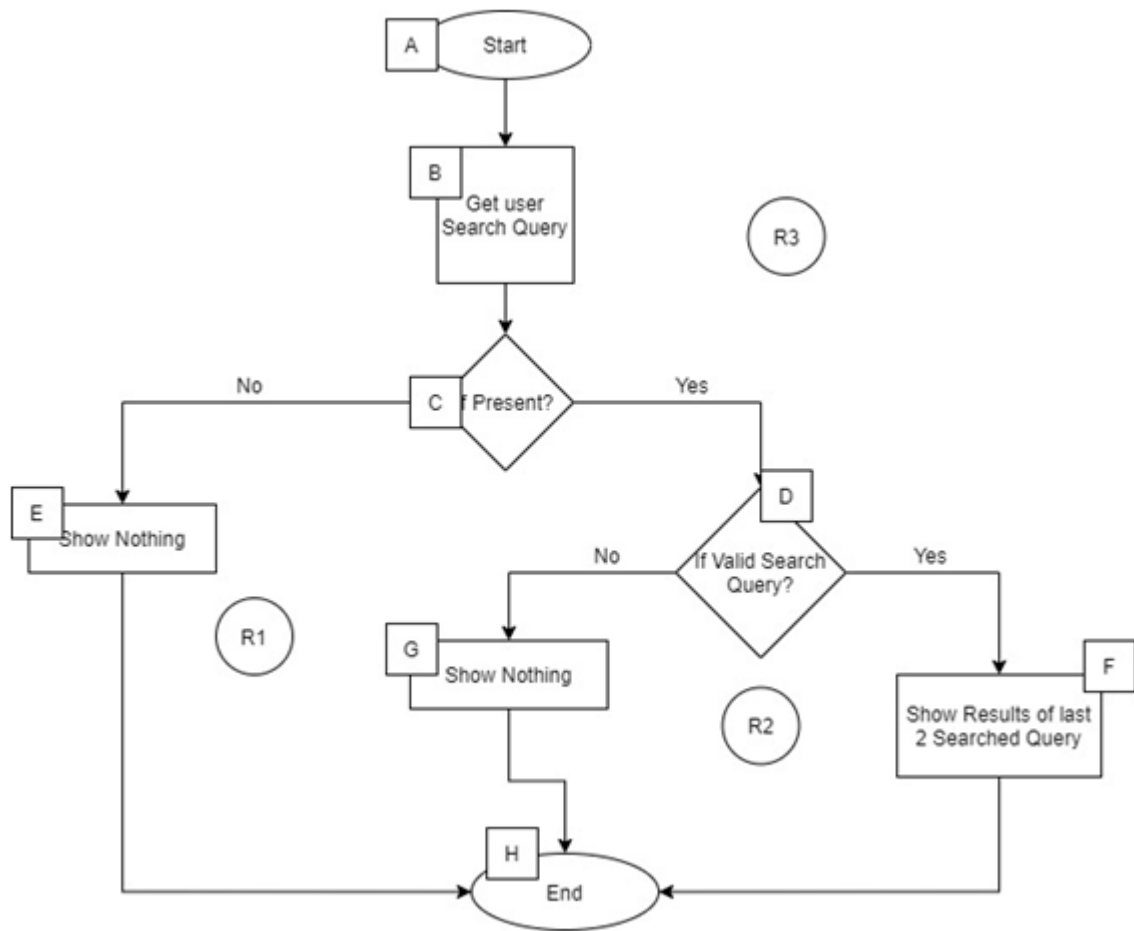 A
Start
B
Get user
Search Query
R3
No
C
f Present?
Yes
D
E
Show Nothing
No
If Valid Search
Query?
Yes
R1
G
Show Nothing
F
R2
Show Results of last
2 Searched Query
H
End